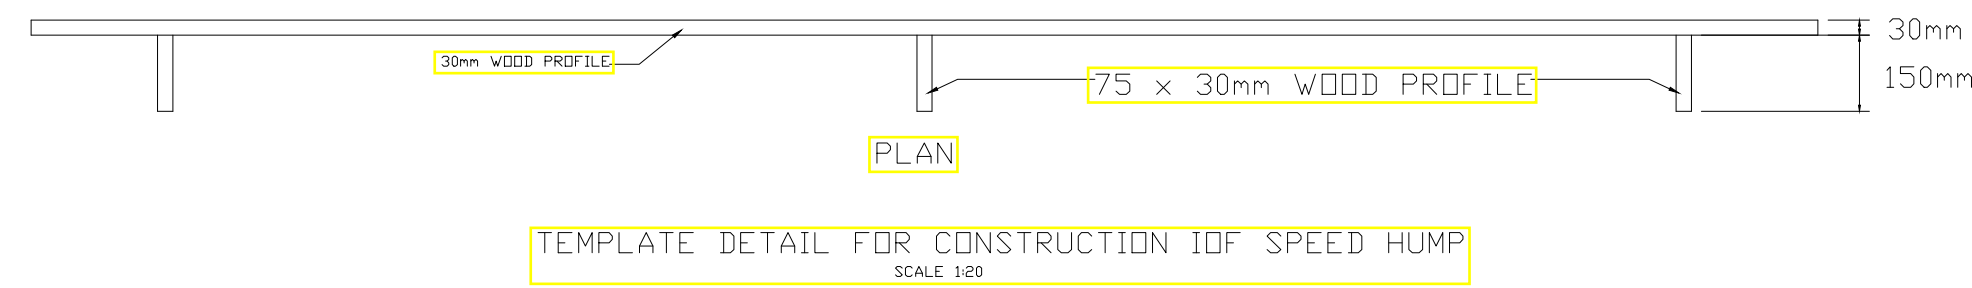 30mm
30mm WOOD PROFILE
75 x 30mm WOOD PROFILE
150mm
PLAN
TEMPLATE DETAIL FOR CONSTRUCTION IOF SPEED HUMP
SCALE 1:20